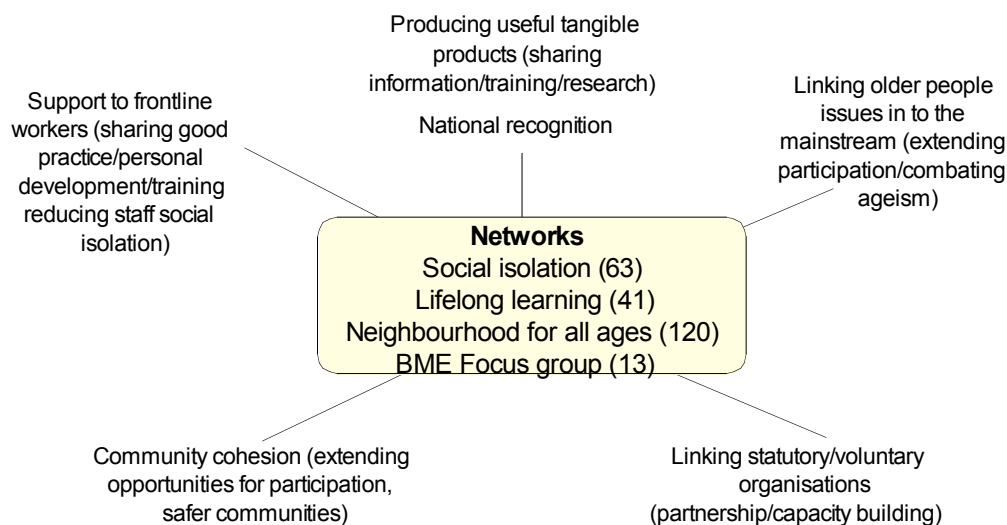 Producing useful tangible
products (sharing
information/training/research)
National recognition
Support to frontline
workers (sharing good
practice/personal
development/training
reducing staff social
isolation)
Linking older people
issues in to the
mainstream (extending
participation/combating
ageism)
Networks
Social isolation (63)
Lifelong learning (41)
Neighbourhood for all ages (120)
BME Focus group (13)
Community cohesion (extending
opportunities for participation,
safer communities)
Linking statutory/voluntary
organisations
(partnership/capacity building)